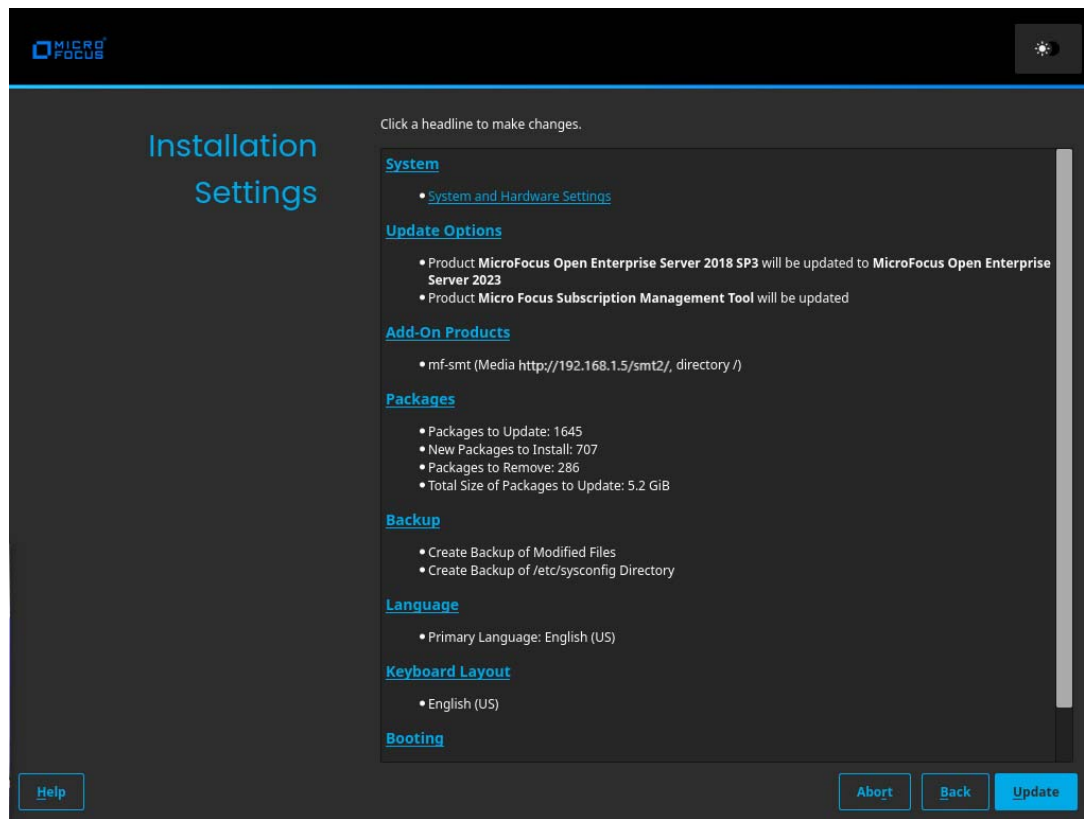 MICRO
FOCUS
Installation
Settings
Click a headline to make changes.
System
• System and Hardware Settings
Update Options
• Product MicroFocus Open Enterprise Server 2018 SP3 will be updated to MicroFocus Open Enterprise
Server 2023
• Product Micro Focus Subscription Management Tool will be updated
Add-On Products
• mf-smt (Media http://192.168.1.5/smt2/, directory /)
Packages
• Packages to Update: 1645
• New Packages to Install: 707
• Packages to Remove: 286
• Total Size of Packages to Update: 5.2 GiB
Backup
• Create Backup of Modified Files
• Create Backup of /etc/sysconfig Directory
Language
• Primary Language: English (US)
Keyboard Layout
• English (US)
Booting
Help
Abort
Back
Update